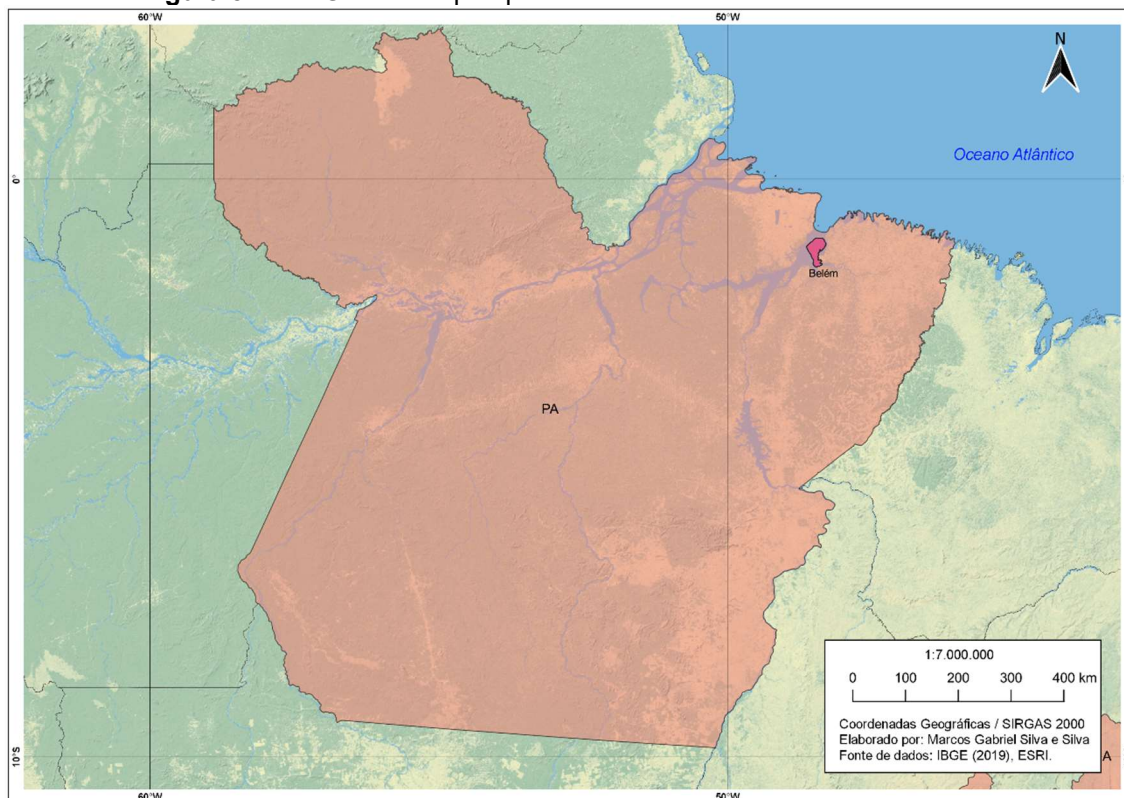 60°W
50°W
N
Oceano Atlântico
0°
Belém
PA
1:7.000.000
0 100 200 300 400 km
Coordenadas Geográficas / SIRGAS 2000
Elaborado por: Marcos Gabriel Silva e Silva
Fonte de dados: IBGE (2019), ESRI.
10°S
A
60°W
50°W